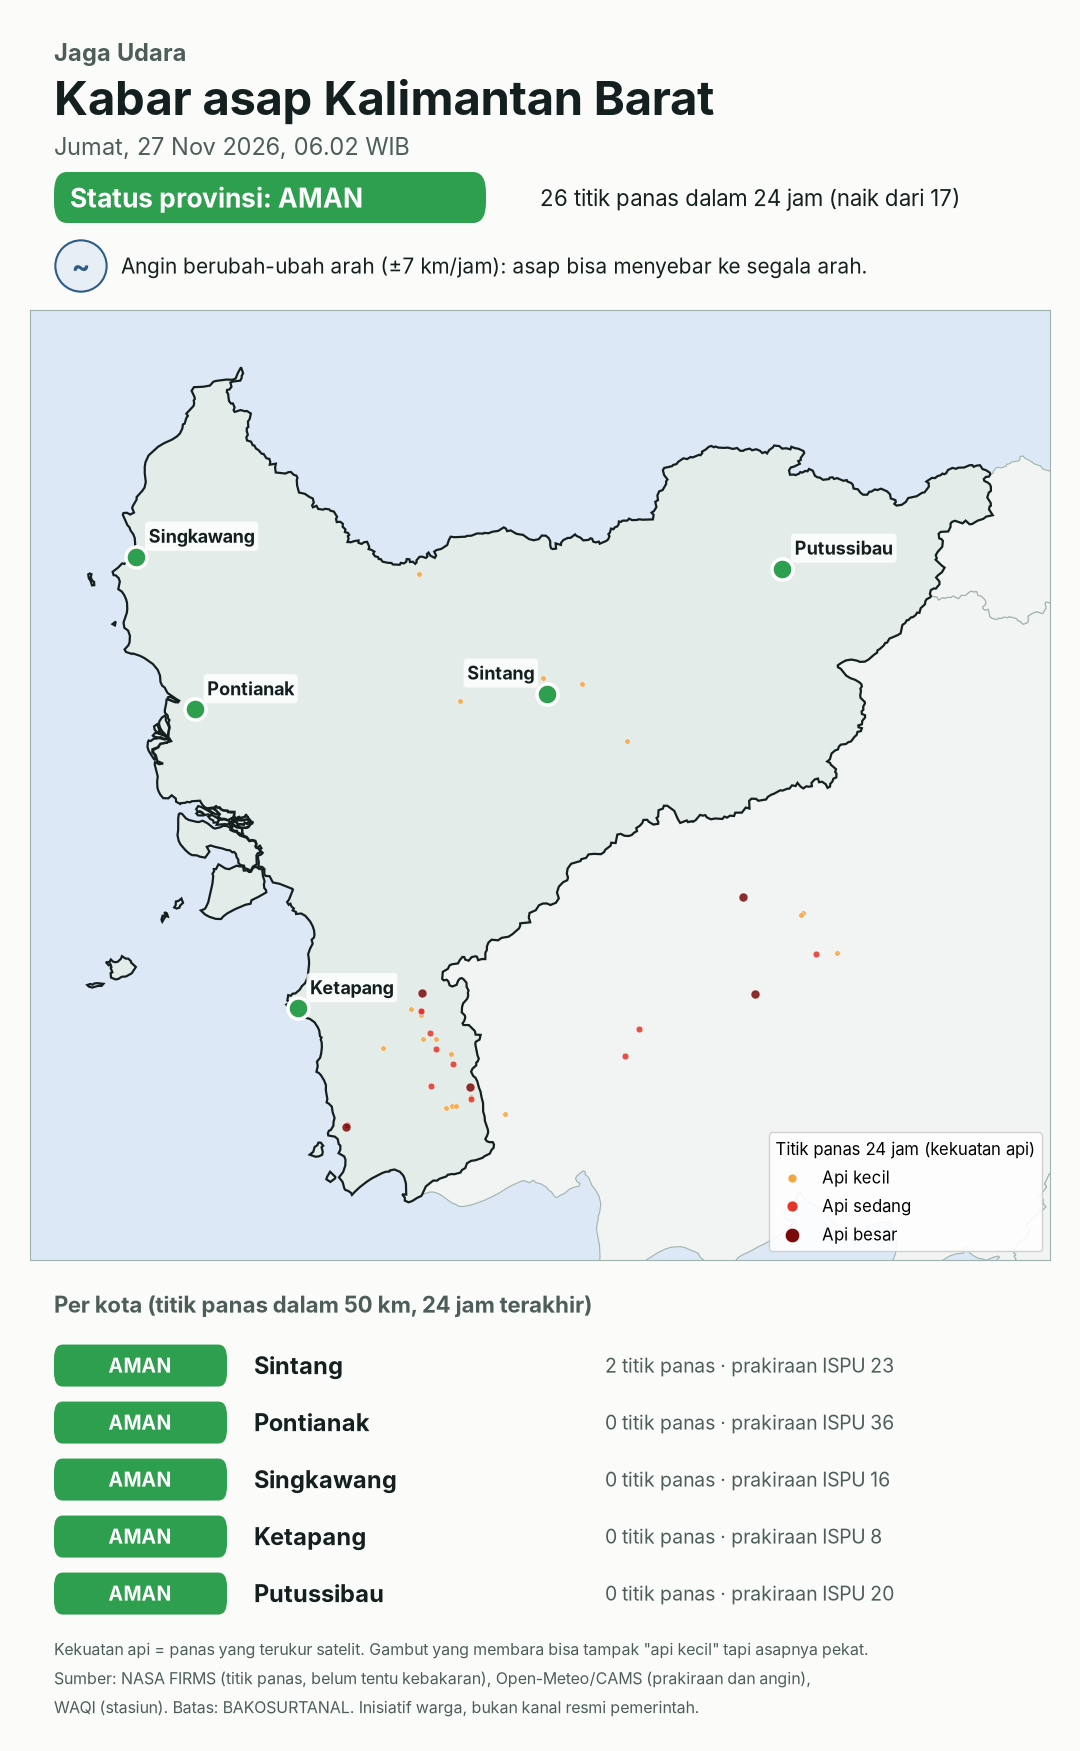 Jaga Udara
Kabar asap Kalimantan Barat
Jumat, 27 Nov 2026, 06.02 WIB
Status provinsi: AMAN
26 titik panas dalam 24 jam (naik dari 17)
~
Angin berubah-ubah arah (±7 km/jam): asap bisa menyebar ke segala arah.
Singkawang
Putussibau
Sintang
Pontianak
Ketapang
Titik panas 24 jam (kekuatan api)
Api kecil
Api sedang
Api besar
Per kota (titik panas dalam 50 km, 24 jam terakhir)
AMAN Sintang 2 titik panas · prakiraan ISPU 23
AMAN Pontianak 0 titik panas · prakiraan ISPU 36
AMAN Singkawang 0 titik panas · prakiraan ISPU 16
AMAN Ketapang 0 titik panas · prakiraan ISPU 8
AMAN Putussibau 0 titik panas · prakiraan ISPU 20
Kekuatan api = panas yang terukur satelit. Gambut yang membara bisa tampak "api kecil" tapi asapnya pekat.
Sumber: NASA FIRMS (titik panas, belum tentu kebakaran), Open-Meteo/CAMS (prakiraan dan angin),
WAQI (stasiun). Batas: BAKOSURTANAL. Inisiatif warga, bukan kanal resmi pemerintah.